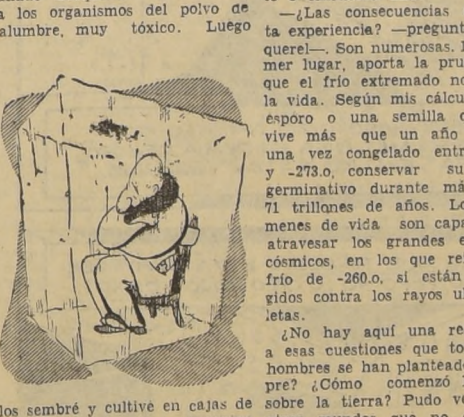 a los organismos del polvo de
alumbre, muy tóxico. Luego
los sembré y cultivé en cajas de
—¿Las consecuencias
ta experiencia? —pregunt
querel—. Son numerosas.
mer lugar, aporta la pru
que el frío extremado no
la vida. Según mis cálcu
esporo o una semilla
vive más que un año
una vez congelado entr
y -273.o, conservar su
germinativo durante má
71 trillones de años. Lo
menes de vida son capa
atravesar los grandes e
cósmicos, en los que rei
frío de -260.o, si están
gidos contra los rayos ul
letas.
¿No hay aquí una re
a esas cuestiones que to
hombres se han plantead
pre? ¿Cómo comenzó
sobre la tierra? Pudo ve